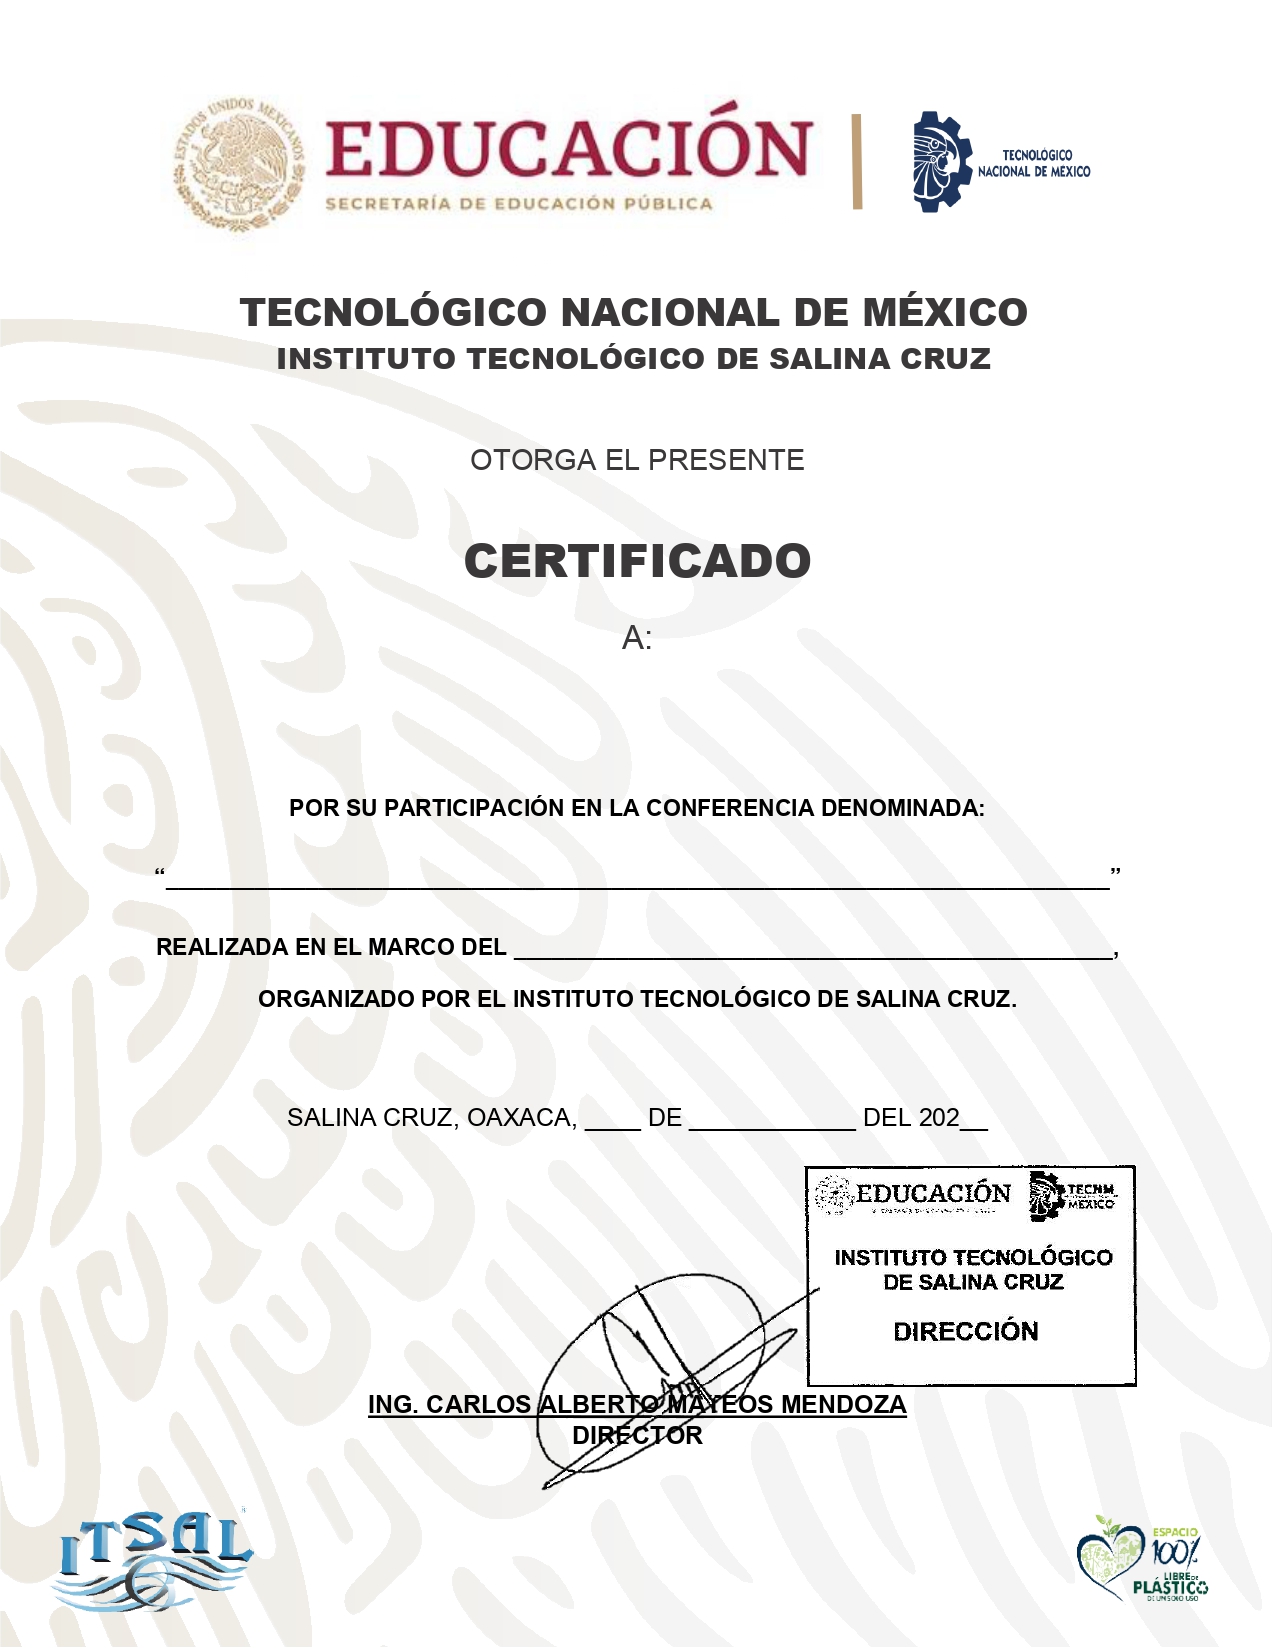 ESTADOS UNIDOS MEXICANOS
EDUCACIÓN
SECRETARÍA DE EDUCACIÓN PÚBLICA
TECNOLÓGICO
NACIONAL DE MÉXICO
TECNOLÓGICO NACIONAL DE MÉXICO
INSTITUTO TECNOLÓGICO DE SALINA CRUZ
OTORGA EL PRESENTE
CERTIFICADO
A:
POR SU PARTICIPACIÓN EN LA CONFERENCIA DENOMINADA:
“______________________________”
REALIZADA EN EL MARCO DEL ______________________________,
ORGANIZADO POR EL INSTITUTO TECNOLÓGICO DE SALINA CRUZ.
SALINA CRUZ, OAXACA, ____ DE ____________ DEL 202__
EDUCACIÓN
TECNM
MÉXICO
INSTITUTO TECNOLÓGICO
DE SALINA CRUZ
DIRECCIÓN
ING. CARLOS ALBERTO MATEOS MENDOZA
DIRECTOR
ITSAL
ESPACIO
100%
LIBRE DE
PLÁSTICO
DE UN SOLO USO